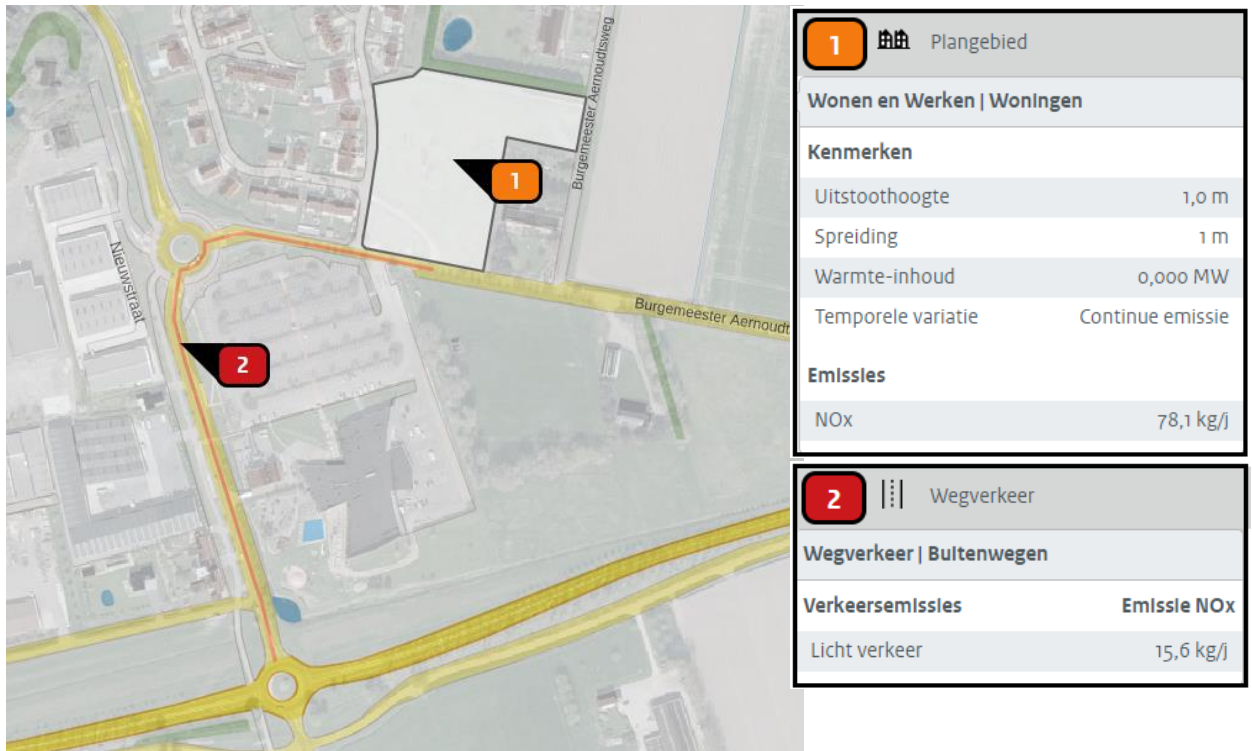 Burgemeester Aernoudtsweg
1
Nieuwstraat
Burgemeester Aernoudt
2
1 Plangebied
Wonen en Werken | Woningen
Kenmerken
Uitstoothoogte 1,0 m
Spreiding 1 m
Warmte-inhoud 0,000 MW
Temporele variatie Continue emissie
Emissies
NOx 78,1 kg/j
2 Wegverkeer
Wegverkeer | Buitenwegen
Verkeersemissies Emissie NOx
Licht verkeer 15,6 kg/j